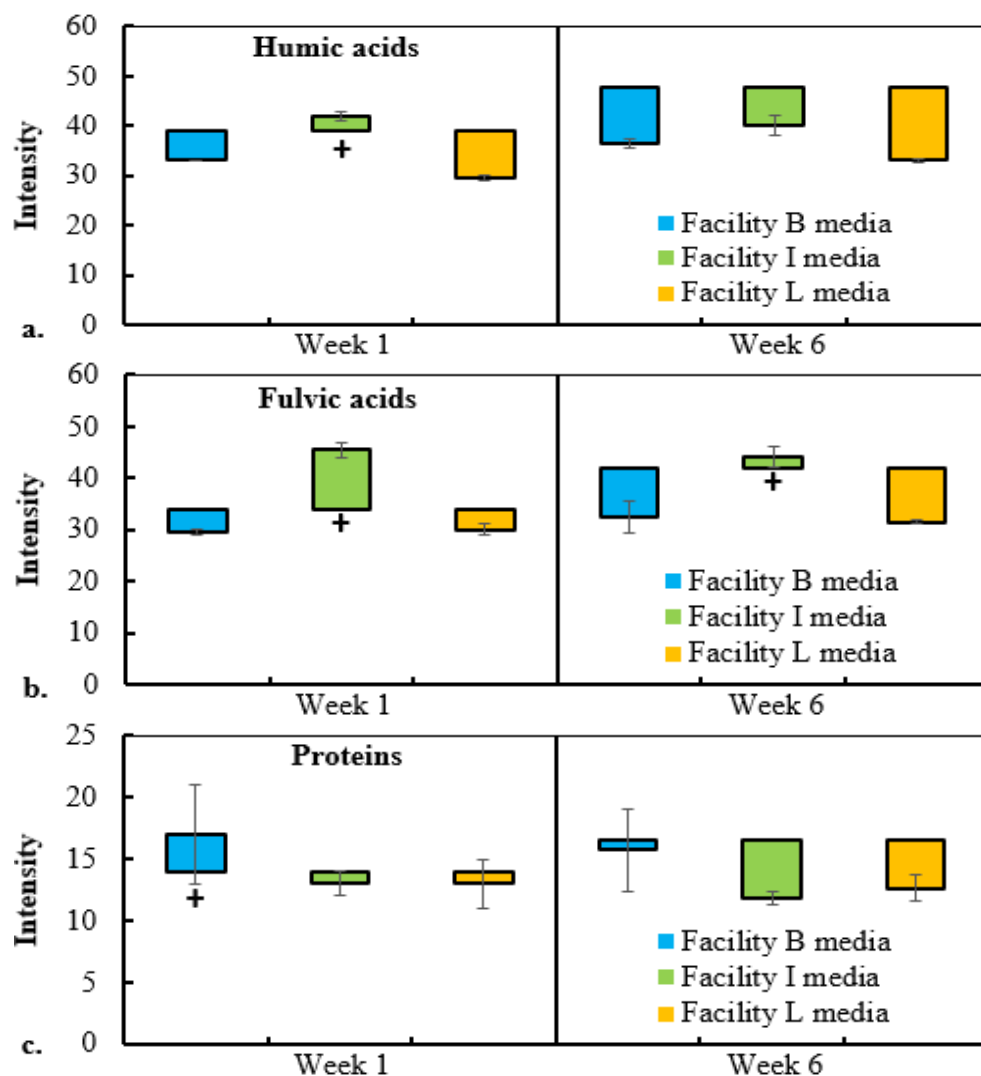 60
Humic acids
50
40
+
30
Intensity
20
Facility B media
Facility I media
10
Facility L media
0
a.
Week 1
Week 6
60
Fulvic acids
50
40
+
+
30
Intensity
20
Facility B media
Facility I media
10
Facility L media
0
b.
Week 1
Week 6
25
Proteins
20
15
+
10
Intensity
Facility B media
5
Facility I media
Facility L media
0
c.
Week 1
Week 6